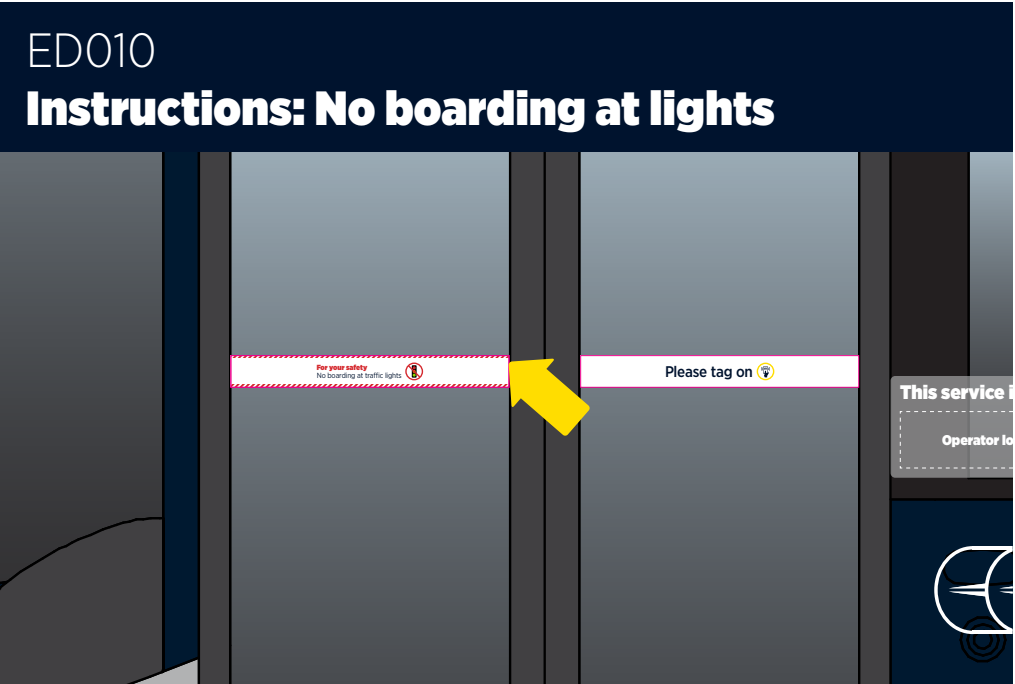 ED010
Instructions: No boarding at lights
For your safety
No boarding at traffic lights
Please tag on
This service i
Operator lo